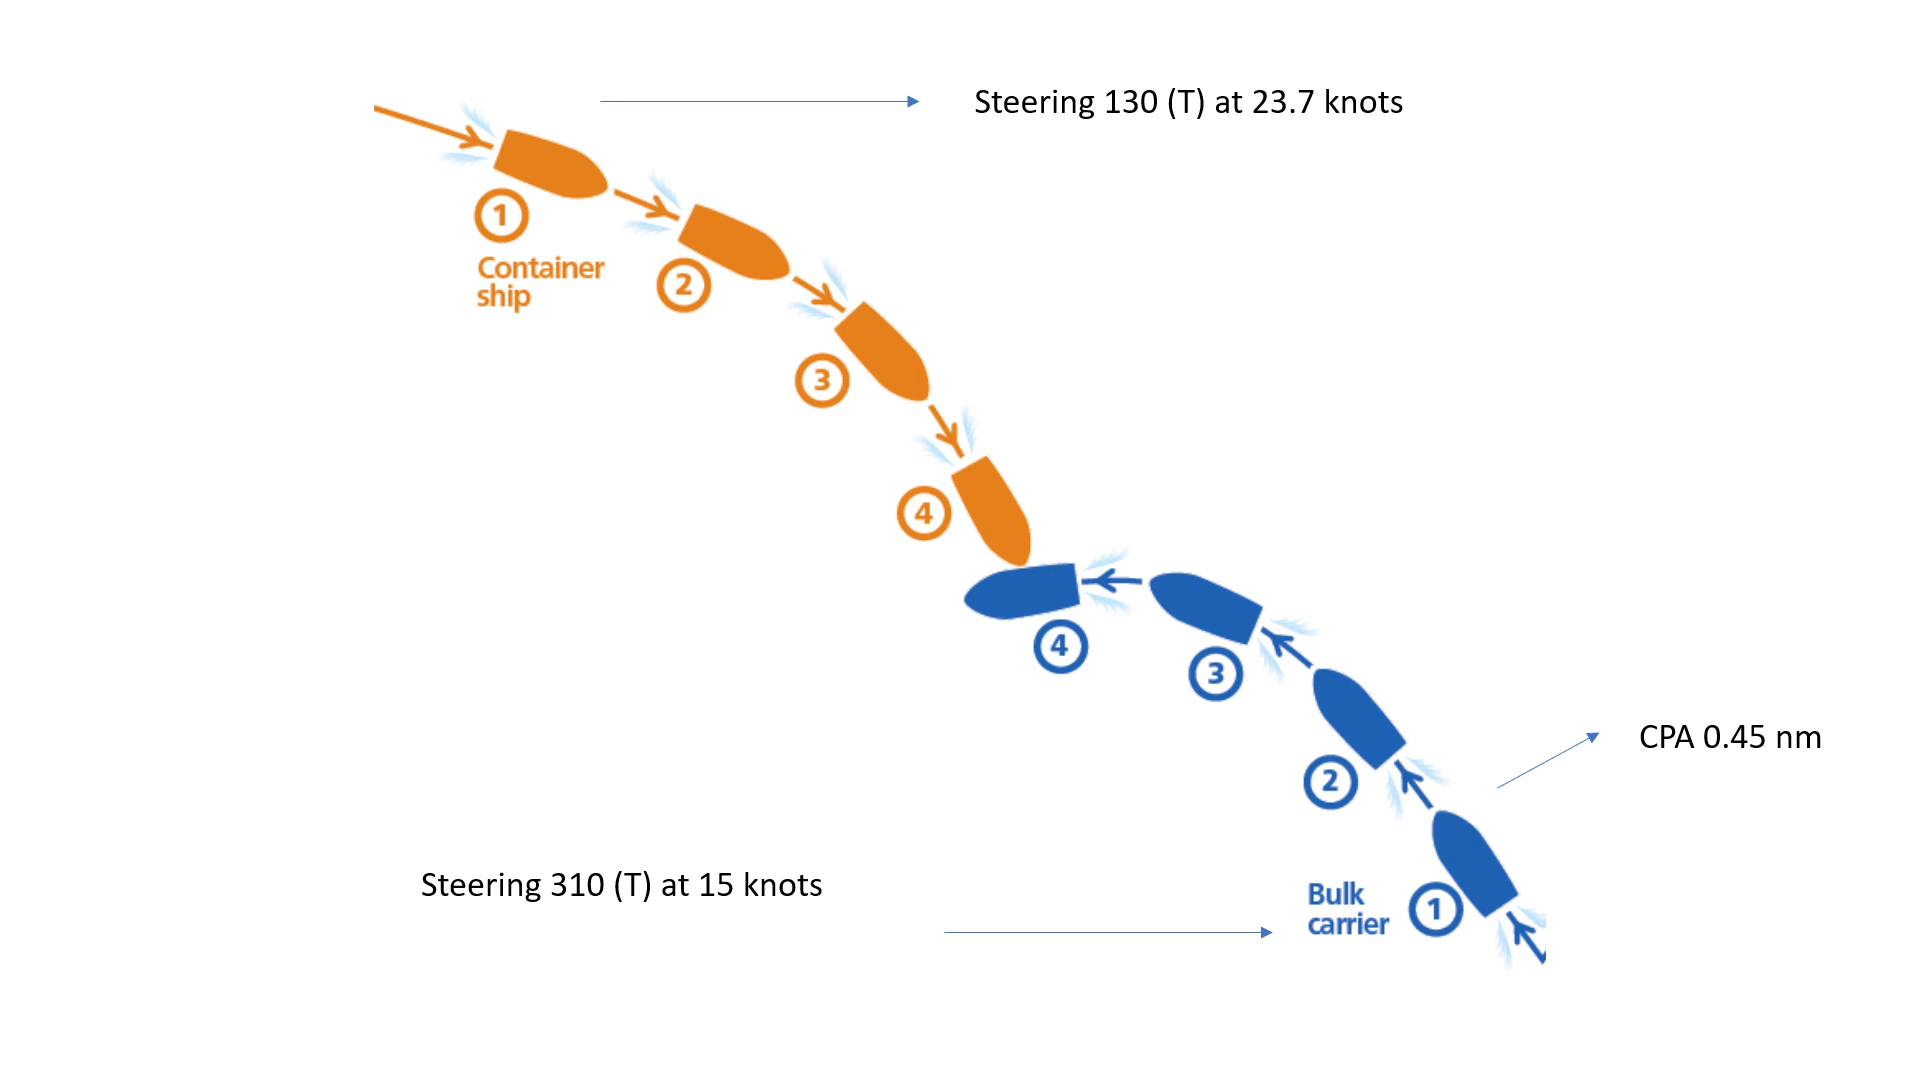 Steering 130 (T) at 23.7 knots
1
Container
ship
2
3
4
4
3
2
CPA 0.45 nm
Steering 310 (T) at 15 knots
Bulk
carrier
1